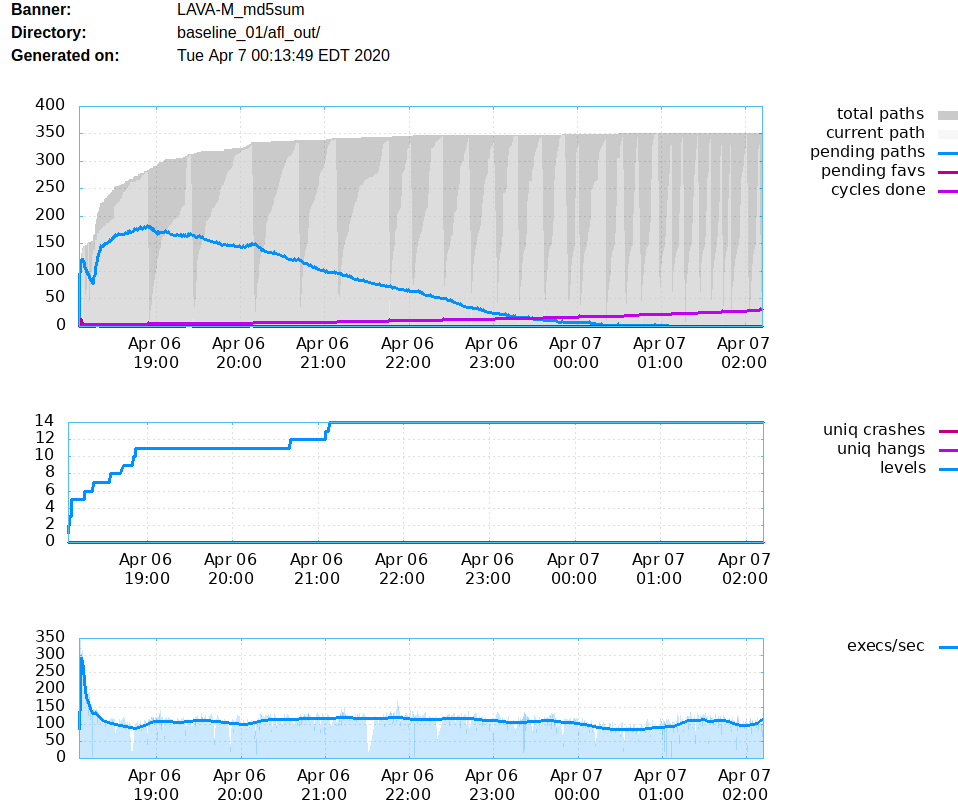 Banner: LAVA-M_md5sum
Directory: baseline_01/afl_out/
Generated on: Tue Apr 7 00:13:49 EDT 2020
400
350
300
250
200
150
100
50
0
Apr 06 Apr 06 Apr 06 Apr 06 Apr 06 Apr 07 Apr 07 Apr 07
19:00 20:00 21:00 22:00 23:00 00:00 01:00 02:00
total paths
current path
pending paths
pending favs
cycles done
14
12
10
8
6
4
2
0
Apr 06 Apr 06 Apr 06 Apr 06 Apr 06 Apr 07 Apr 07 Apr 07
19:00 20:00 21:00 22:00 23:00 00:00 01:00 02:00
uniq crashes
uniq hangs
levels
350
300
250
200
150
100
50
0
Apr 06 Apr 06 Apr 06 Apr 06 Apr 06 Apr 07 Apr 07 Apr 07
19:00 20:00 21:00 22:00 23:00 00:00 01:00 02:00
execs/sec